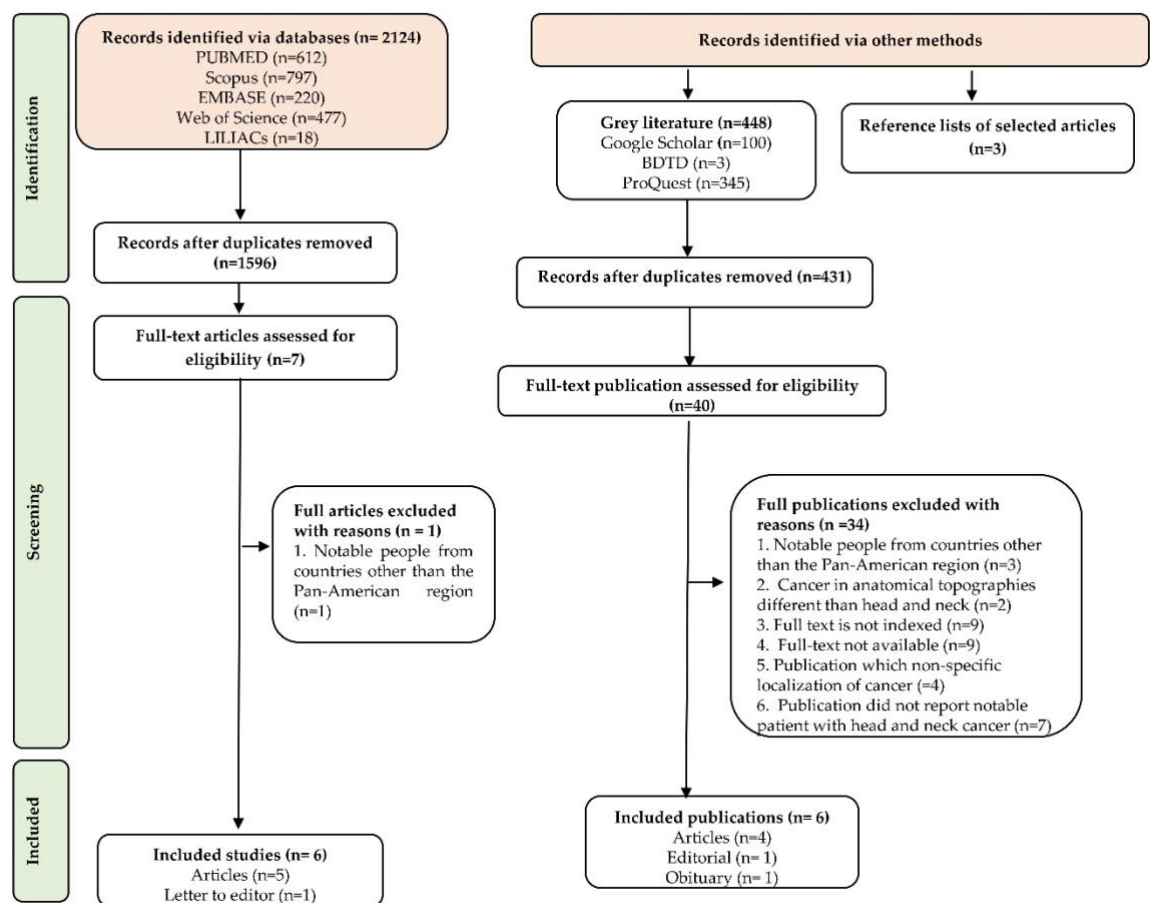 Identification
Records identified via databases (n= 2124)
PUBMED (n=612)
Scopus (n=797)
EMBASE (n=220)
Web of Science (n=477)
LILIACs (n=18)
Records identified via other methods
Grey literature (n=448)
Google Scholar (n=100)
BDTD (n=3)
ProQuest (n=345)
Reference lists of selected articles
(n=3)
Records after duplicates removed
(n=1596)
Records after duplicates removed (n=431)
Screening
Full-text articles assessed for
eligibility (n=7)
Full-text publication assessed for eligibility
(n=40)
Full articles excluded
with reasons (n = 1)
1. Notable people from
countries other than the
Pan-American region
(n=1)
Full publications excluded with
reasons (n =34)
1. Notable people from countries other
than the Pan-American region (n=3)
2. Cancer in anatomical topographies
different than head and neck (n=2)
3. Full text is not indexed (n=9)
4. Full-text not available (n=9)
5. Publication which non-specific
localization of cancer (=4)
6. Publication did not report notable
patient with head and neck cancer (n=7)
Included
Included studies (n= 6)
Articles (n=5)
Letter to editor (n=1)
Included publications (n= 6)
Articles (n=4)
Editorial (n= 1)
Obituary (n= 1)